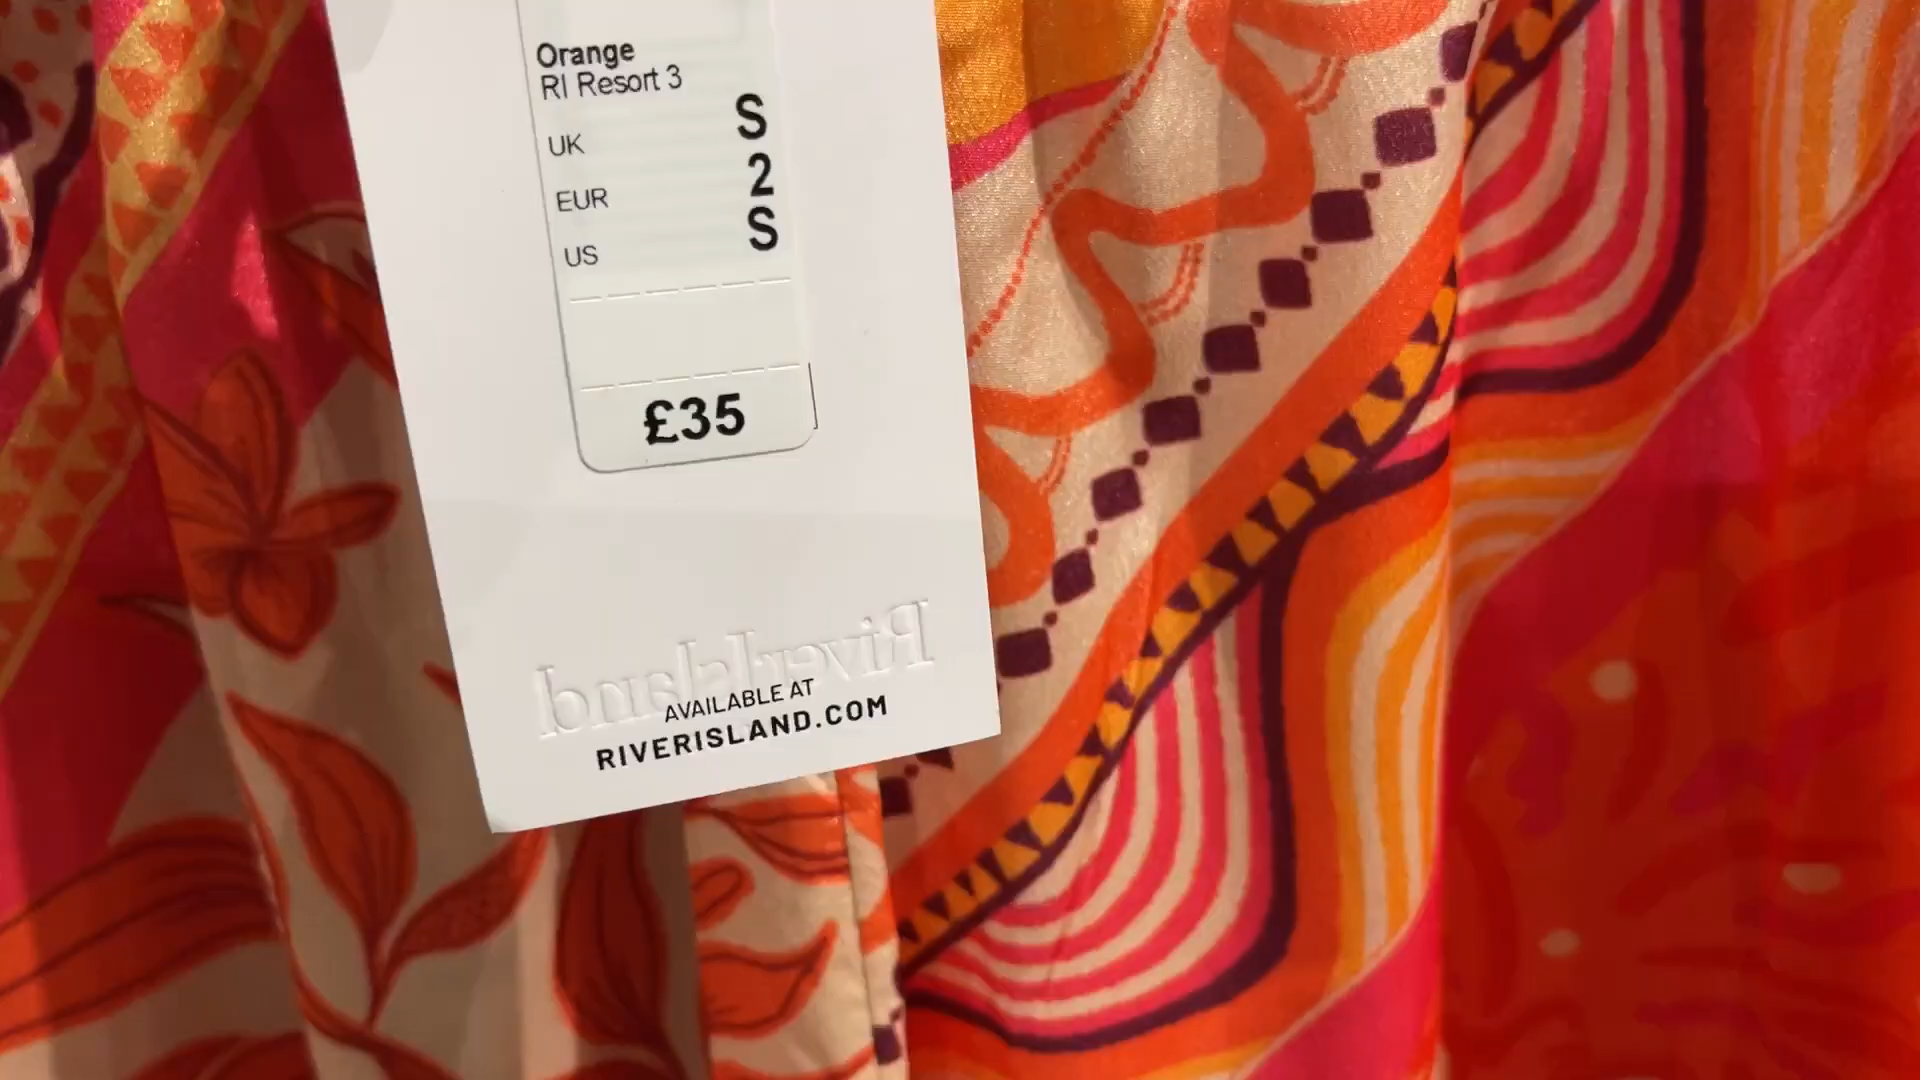 Orange
RI Resort 3
UK S
EUR 2
US S
£35
RiverIsland
AVAILABLE AT
RIVERISLAND.COM